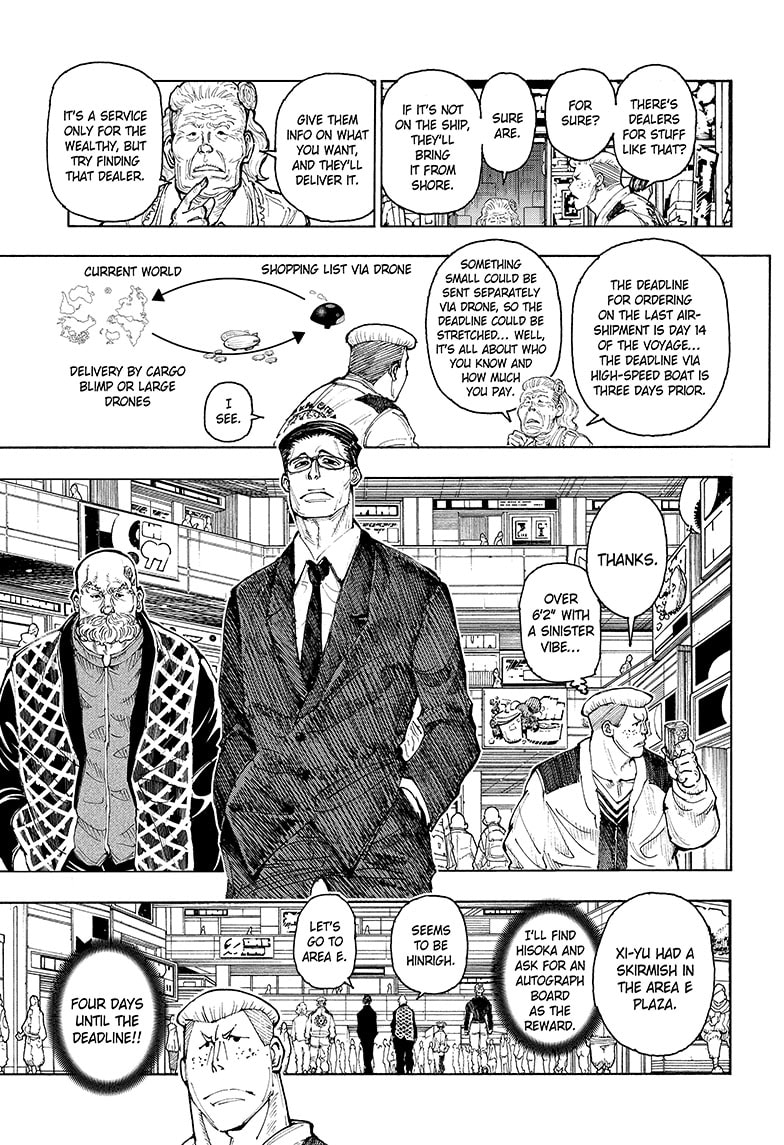 THERE'S
DEALERS
FOR STUFF
LIKE THAT?
FOR
SURE?
SURE
ARE.
IF IT'S NOT
ON THE SHIP,
THEY'LL
BRING
IT FROM
SHORE.
GIVE THEM
INFO ON WHAT
YOU WANT,
AND THEY'LL
DELIVER IT.
IT'S A SERVICE
ONLY FOR THE
WEALTHY, BUT
TRY FINDING
THAT DEALER.
THE DEADLINE
FOR ORDERING
ON THE LAST AIR-
SHIPMENT IS DAY 14
OF THE VOYAGE...
THE DEADLINE VIA
HIGH-SPEED BOAT IS
THREE DAYS PRIOR.
SOMETHING
SMALL COULD BE
SENT SEPARATELY
VIA DRONE, SO THE
DEADLINE COULD BE
STRETCHED... WELL,
IT'S ALL ABOUT WHO
YOU KNOW AND
HOW MUCH
YOU PAY.
SHOPPING LIST VIA DRONE
CURRENT WORLD
DELIVERY BY CARGO
BLIMP OR LARGE
DRONES
I
SEE.
THANKS.
OVER
6'2" WITH
A SINISTER
VIBE...
XI-YU HAD A
SKIRMISH IN
THE AREA E
PLAZA.
I'LL FIND
HISOKA AND
ASK FOR AN
AUTOGRAPH
BOARD
AS THE
REWARD.
SEEMS
TO BE
HINRIGH.
LET'S
GO TO
AREA E.
FOUR DAYS
UNTIL THE
DEADLINE!!